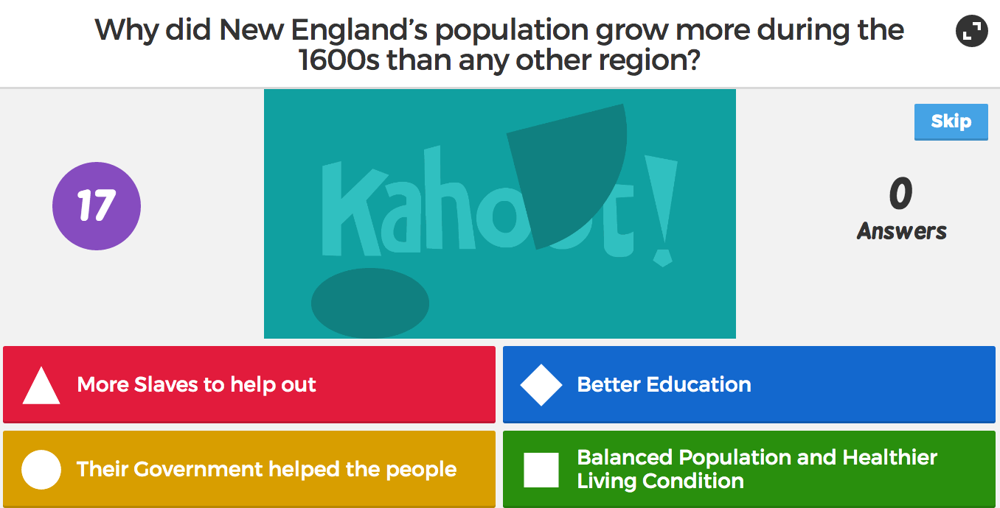 Why did New England’s population grow more during the
1600s than any other region?
Skip
17
Kahoot!
0
Answers
More Slaves to help out
Better Education
Their Government helped the people
Balanced Population and Healthier
Living Condition